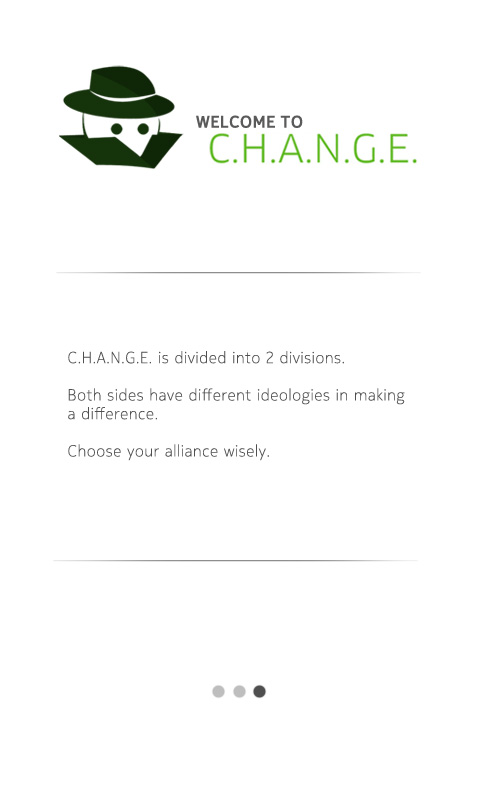 WELCOME TO
C.H.A.N.G.E.
C.H.A.N.G.E. is divided into 2 divisions.
Both sides have different ideologies in making
a difference.
Choose your alliance wisely.